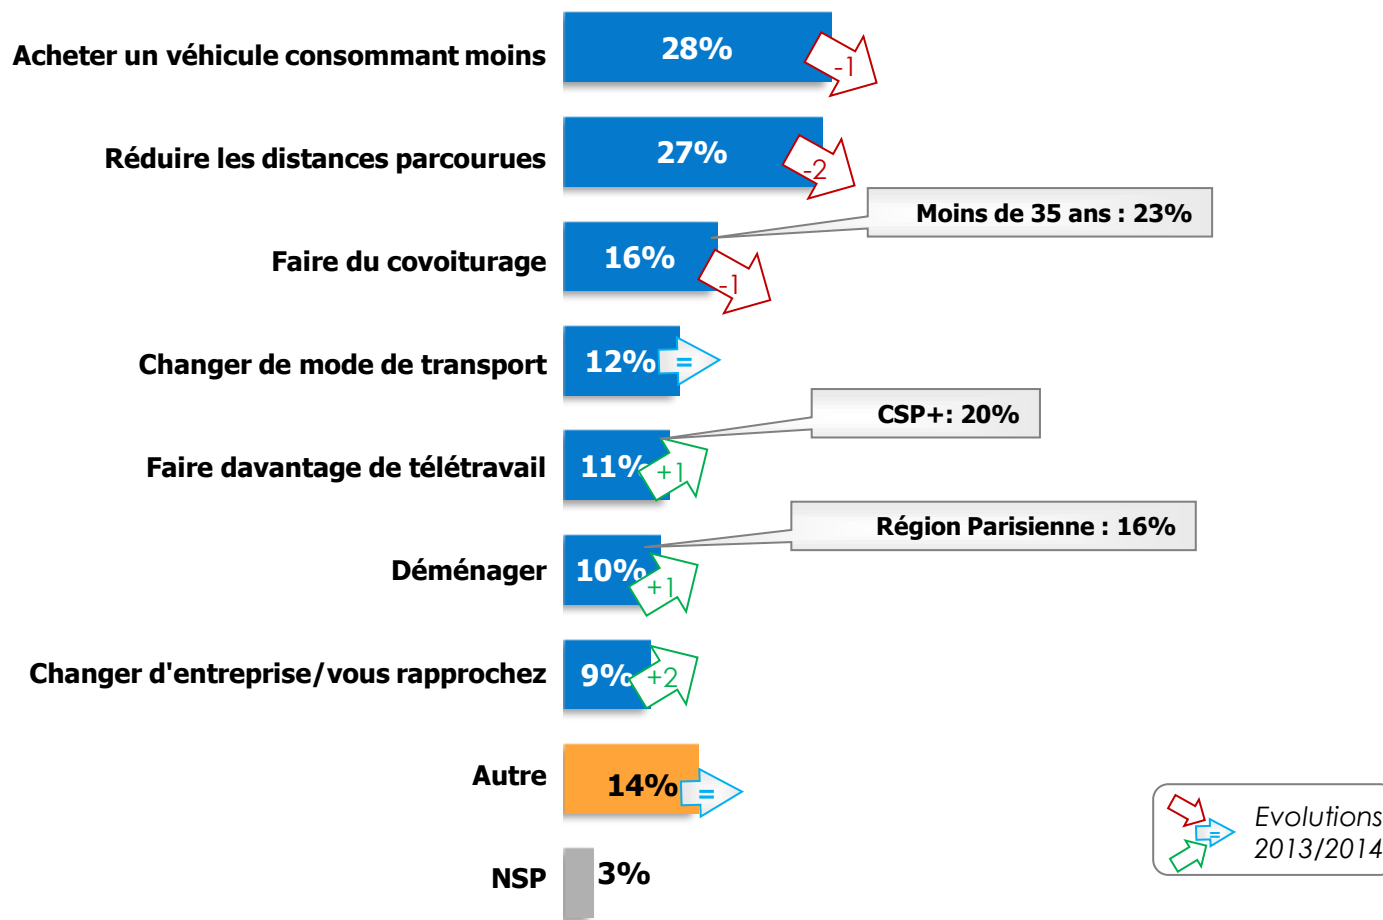 Acheter un véhicule consommant moins
28%
-1
Réduire les distances parcourues
27%
-2
Moins de 35 ans : 23%
Faire du covoiturage
16%
-1
Changer de mode de transport
12%
=
CSP+: 20%
Faire davantage de télétravail
11%
+1
Région Parisienne : 16%
Déménager
10%
+1
Changer d'entreprise/vous rapprochez
9%
+2
Autre
14%
=
NSP
3%
=
Evolutions
2013/2014